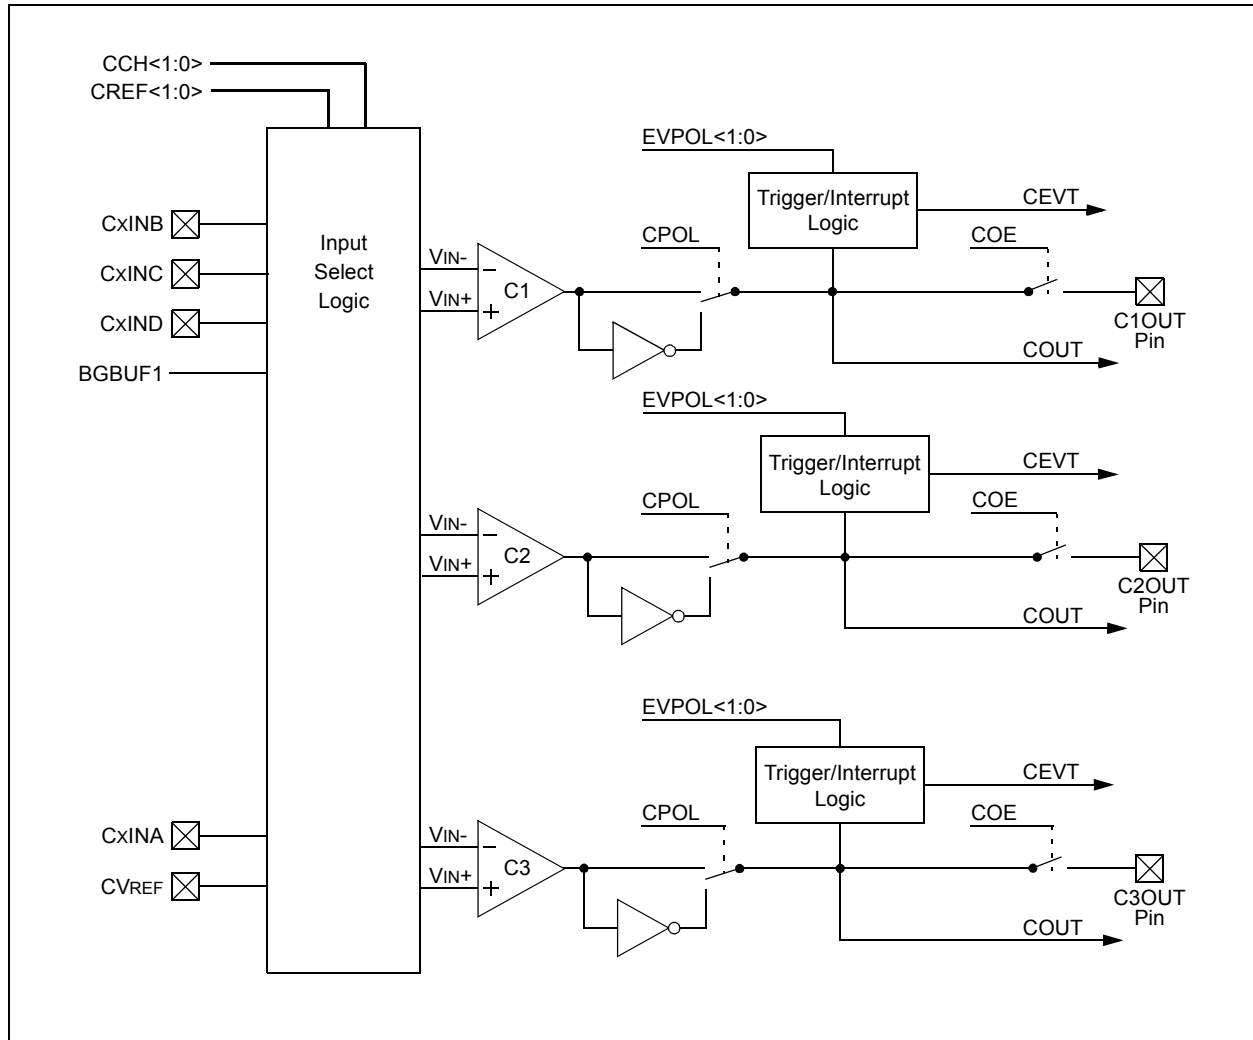 CCH<1:0>
CREF<1:0>
CXINB
CXINC
CXIND
BGBUF1
CXINA
CVREF
Input
Select
Logic
EVPOL<1:0>
Trigger/Interrupt
Logic
CEVT
CPOL
COE
VIN-
VIN+
−
+
C1
C1OUT
Pin
COUT
EVPOL<1:0>
Trigger/Interrupt
Logic
CEVT
CPOL
COE
VIN-
VIN+
−
+
C2
C2OUT
Pin
COUT
EVPOL<1:0>
Trigger/Interrupt
Logic
CEVT
CPOL
COE
VIN-
VIN+
−
+
C3
C3OUT
Pin
COUT